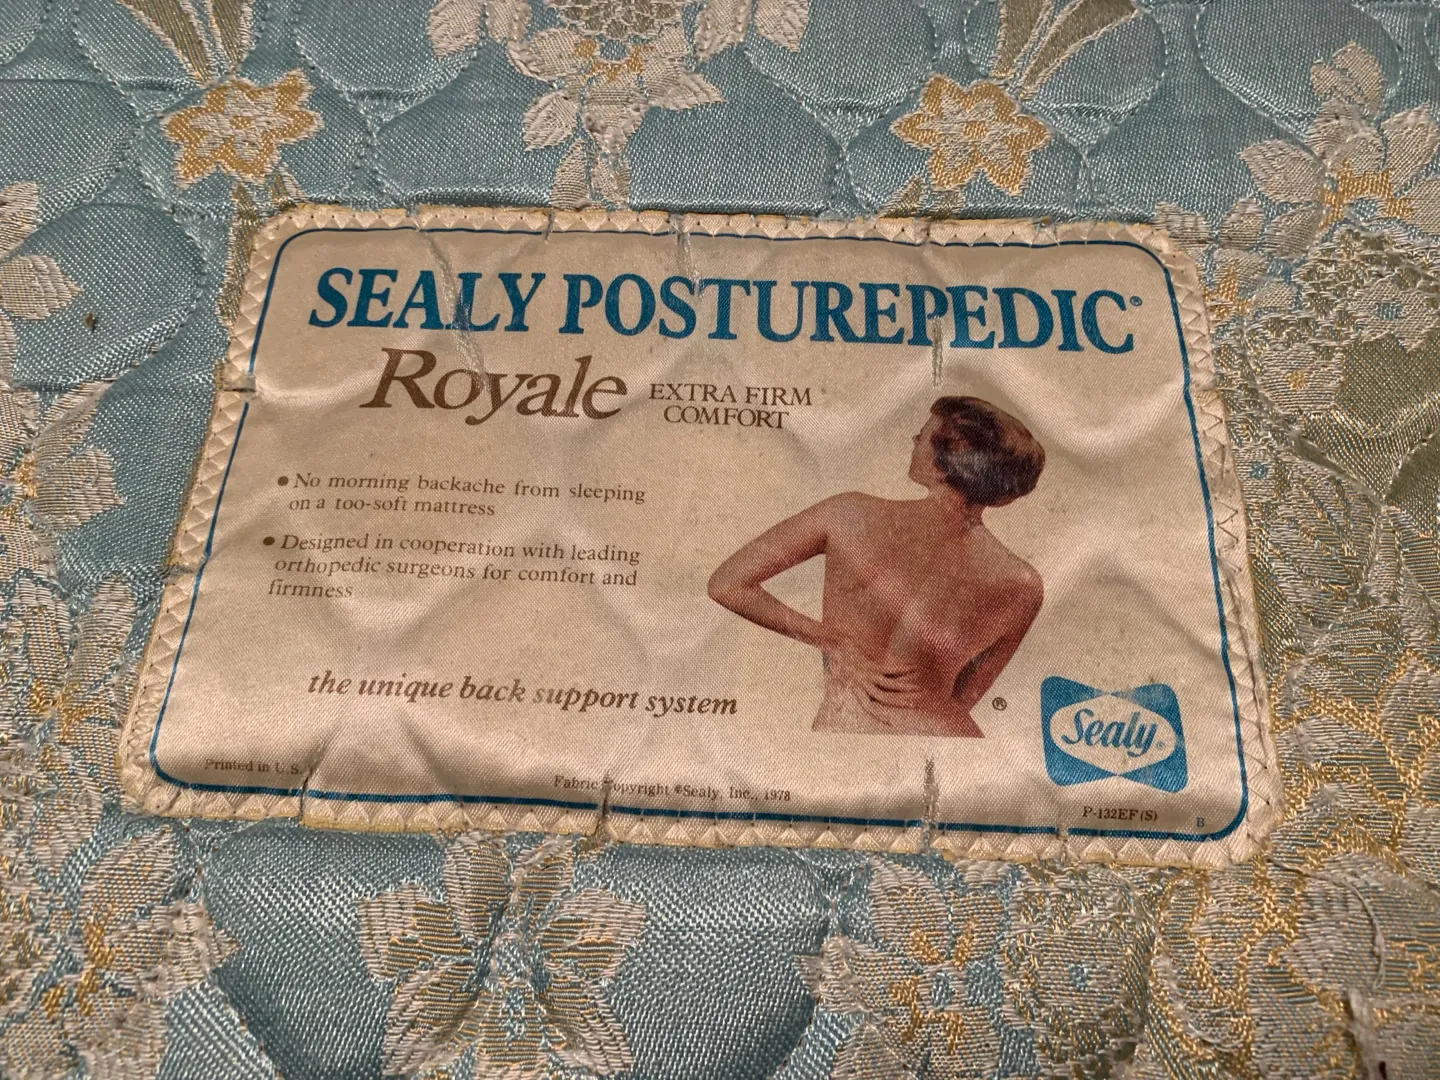 SEALY POSTUREPEDIC®
Royale EXTRA FIRM
COMFORT
• No morning backache from sleeping
on a too-soft mattress
• Designed in cooperation with leading
orthopedic surgeons for comfort and
firmness
the unique back support system
®
Sealy®
Printed in U.S.
Fabric Copyright ©Sealy, Inc., 1978
P-132EF(S)
B